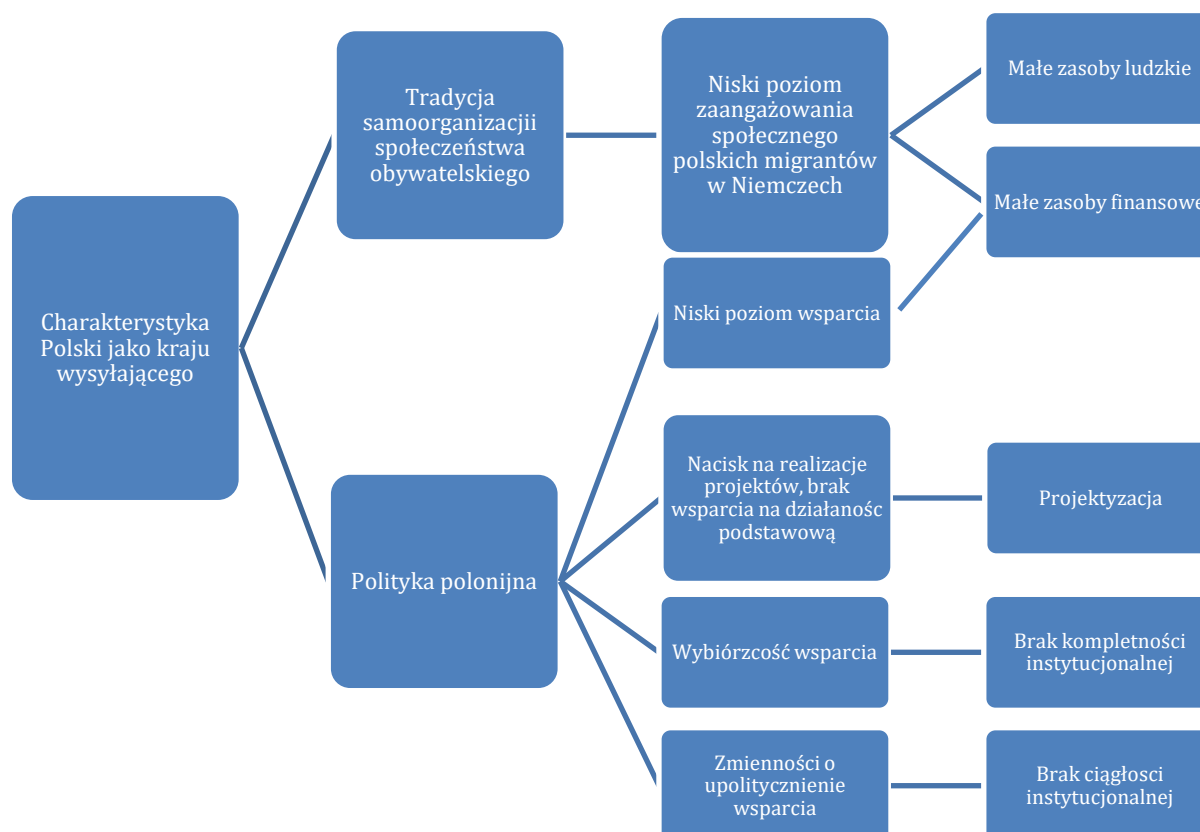 Charakterystyka
Polski jako kraju
wysyłającego
Tradycja
samoorganizacjii
społeczeństwa
obywatelskiego
Polityka polonijna
Niski poziom
zaangażowania
społecznego
polskich migrantów
w Niemczech
Niski poziom wsparcia
Nacisk na realizacje
projektów, brak
wsparcia na działanośc
podstawową
Wybiórzcość wsparcia
Zmienności o
upolitycznienie
wsparcia
Małe zasoby ludzkie
Małe zasoby finansowe
Projektyzacja
Brak kompletności
instytucjonalnej
Brak ciągłosci
instytucjonalnej